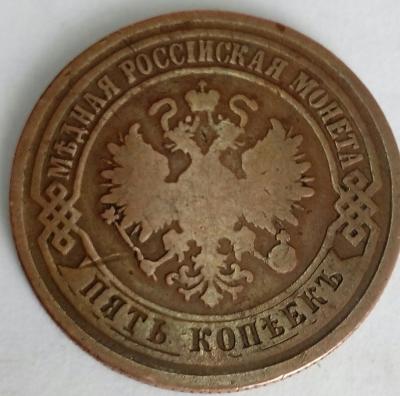 МѢДНАЯ РОССІЙСКАЯ МОНЕТА
ПЯТЬ КОПѢЕКЪ